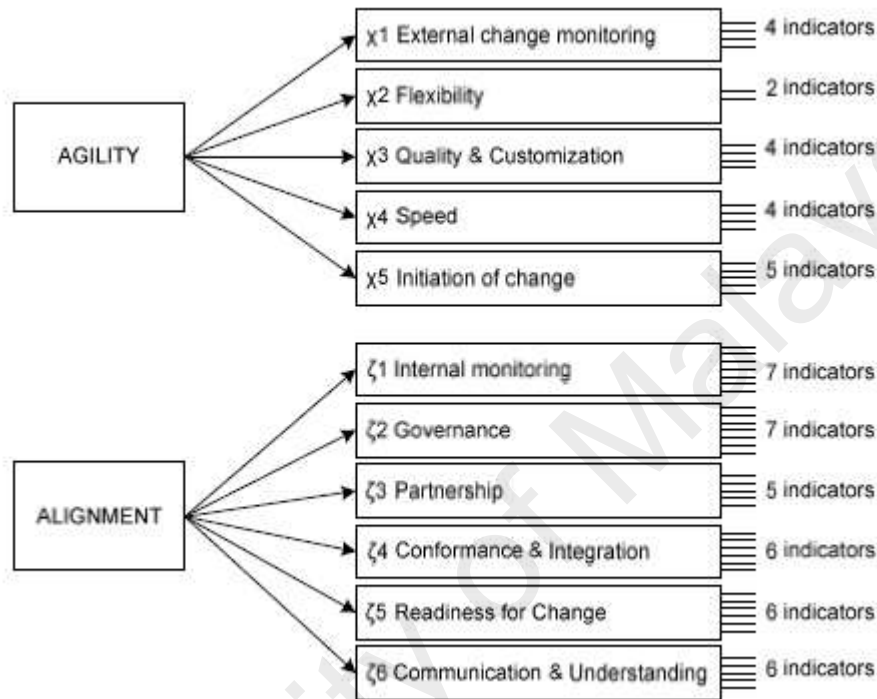 AGILITY
χ1 External change monitoring
4 indicators
χ2 Flexibility
2 indicators
χ3 Quality & Customization
4 indicators
χ4 Speed
4 indicators
χ5 Initiation of change
5 indicators
ALIGNMENT
ζ1 Internal monitoring
7 indicators
ζ2 Governance
7 indicators
ζ3 Partnership
5 indicators
ζ4 Conformance & Integration
6 indicators
ζ5 Readiness for Change
6 indicators
ζ6 Communication & Understanding
6 indicators
of Malay